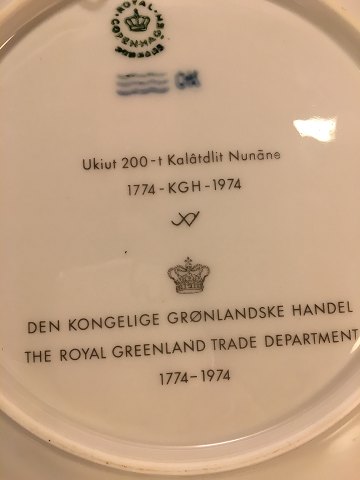 ROYAL
COPENHAGEN
Ukiut 200-t Kalâtdlit Nunãne
1774-KGH-1974
DEN KONGELIGE GRØNLANDSKE HANDEL
THE ROYAL GREENLAND TRADE DEPARTMENT
1774-1974